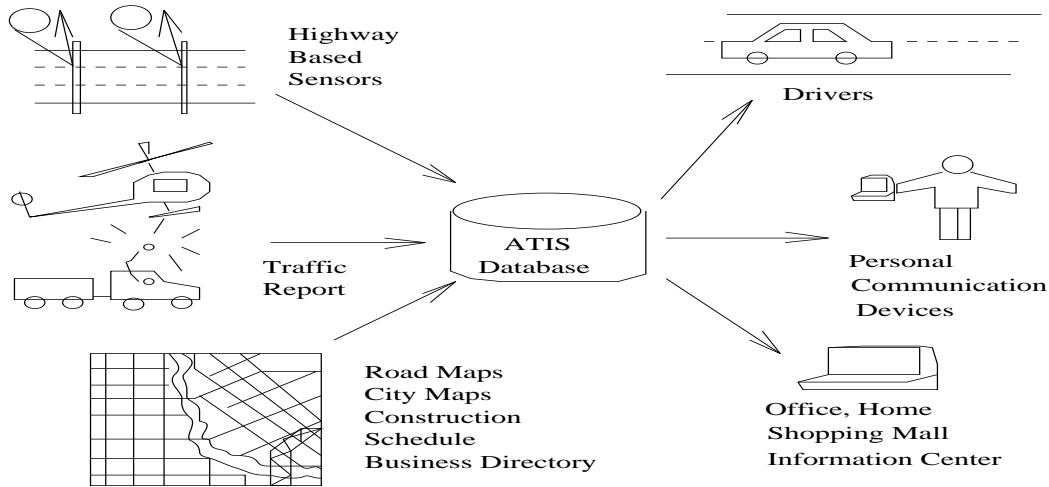 Highway
Based
Sensors
Traffic
Report
Road Maps
City Maps
Construction
Schedule
Business Directory
ATIS
Database
Drivers
Personal
Communication
Devices
Office, Home
Shopping Mall
Information Center